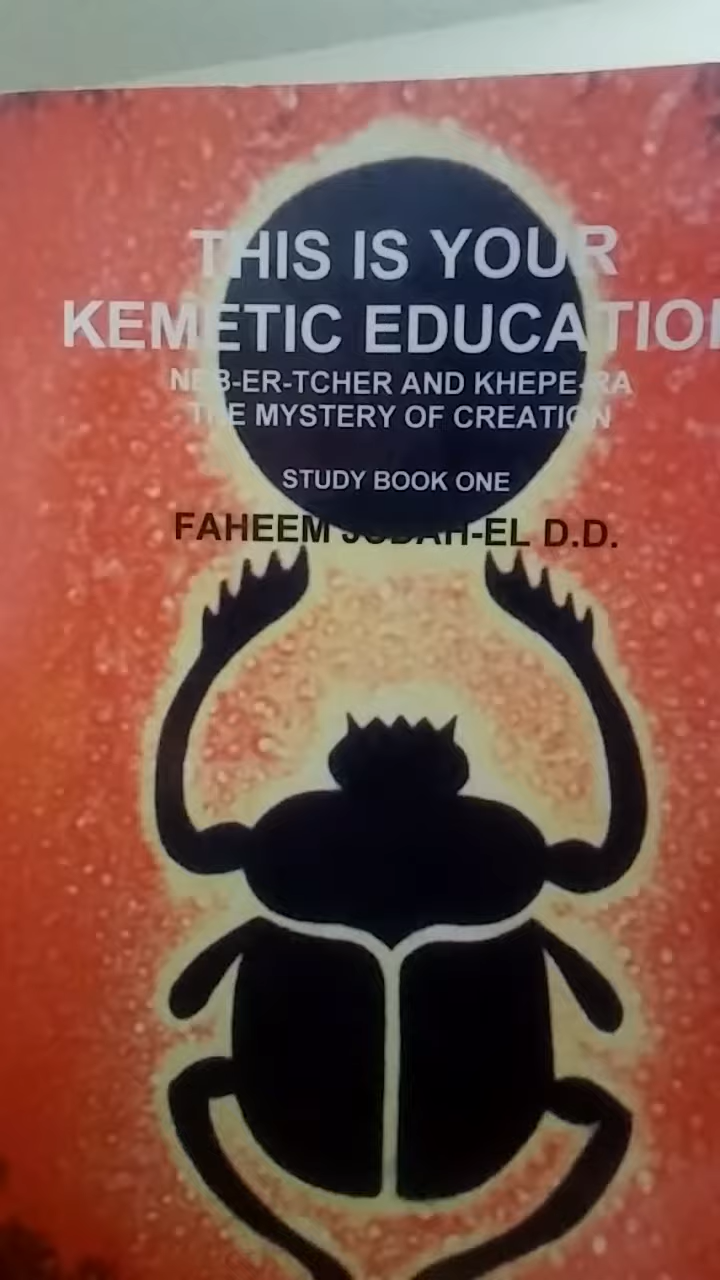 THIS IS YOUR
KEMETIC EDUCATIO
NEB-ER-TCHER AND KHEPE-RA
THE MYSTERY OF CREATION
STUDY BOOK ONE
FAHEEM JUDAH-EL D.D.